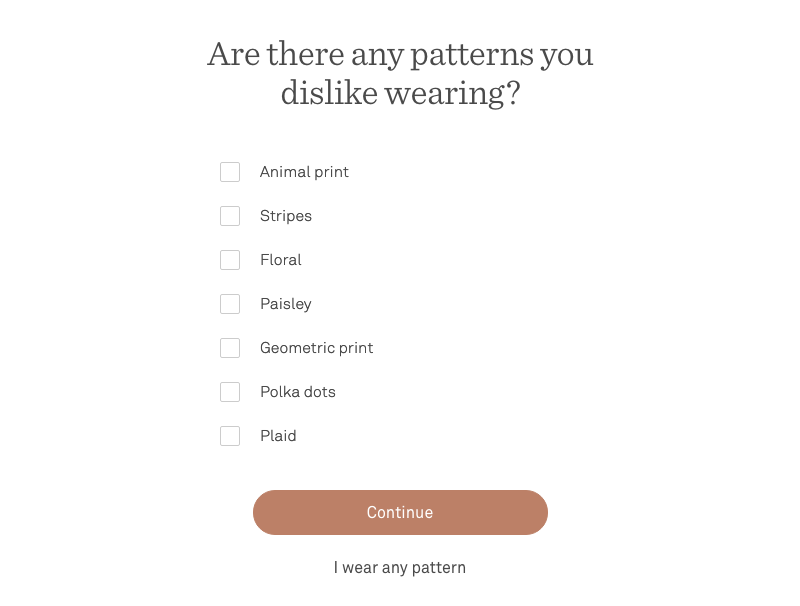 Are there any patterns you
dislike wearing?
Animal print
Stripes
Floral
Paisley
Geometric print
Polka dots
Plaid
Continue
I wear any pattern